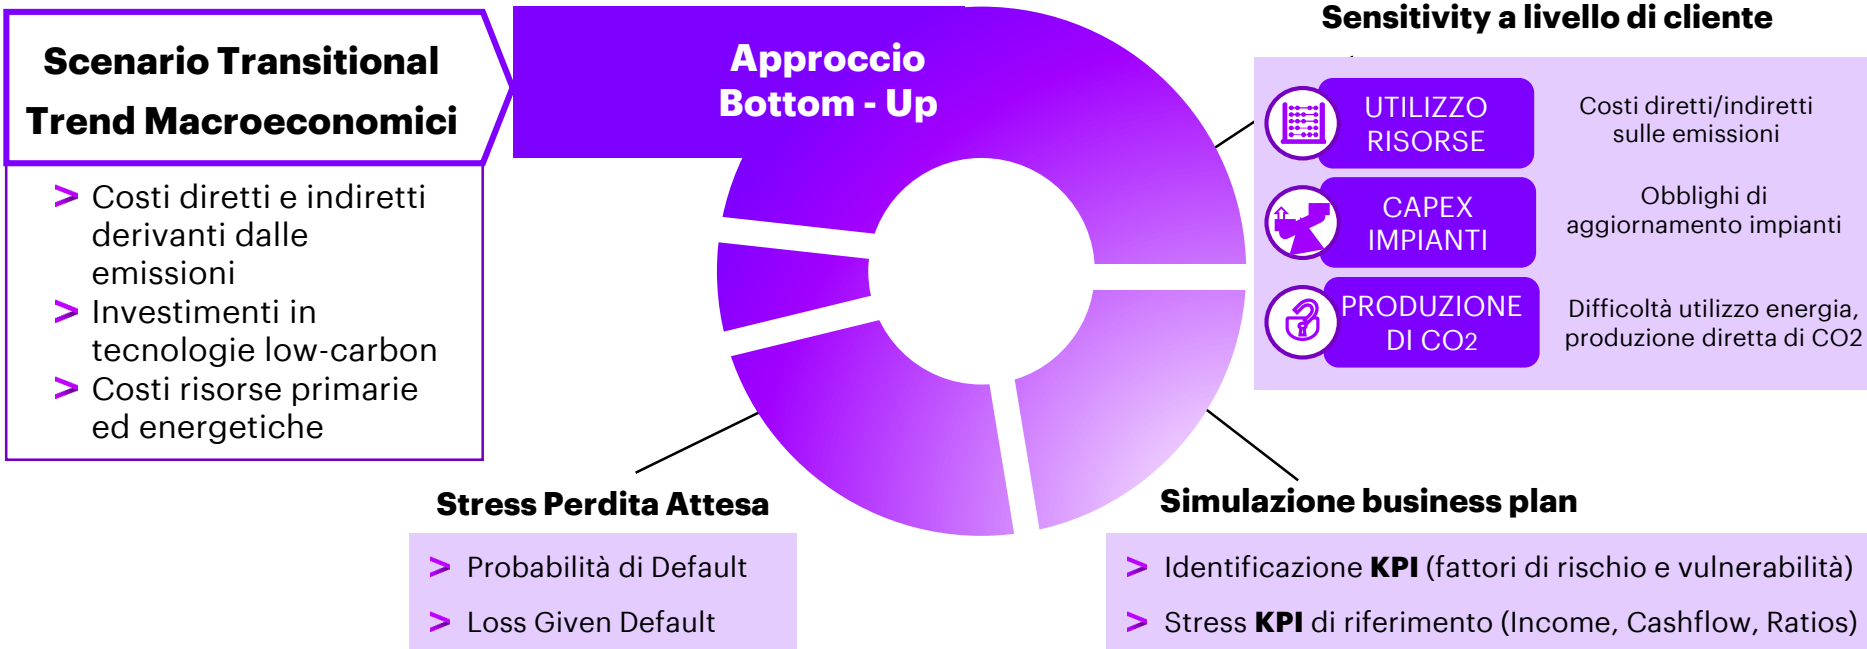 Scenario Transitional
Trend Macroeconomici
> Costi diretti e indiretti
derivanti dalle
emissioni
> Investimenti in
tecnologie low-carbon
> Costi risorse primarie
ed energetiche
Approccio
Bottom - Up
Sensitivity a livello di cliente
UTILIZZO
RISORSE
Costi diretti/indiretti
sulle emissioni
CAPEX
IMPIANTI
Obblighi di
aggiornamento impianti
PRODUZIONE
DI CO2
Difficoltà utilizzo energia,
produzione diretta di CO2
Stress Perdita Attesa
> Probabilità di Default
> Loss Given Default
Simulazione business plan
> Identificazione KPI (fattori di rischio e vulnerabilità)
> Stress KPI di riferimento (Income, Cashflow, Ratios)